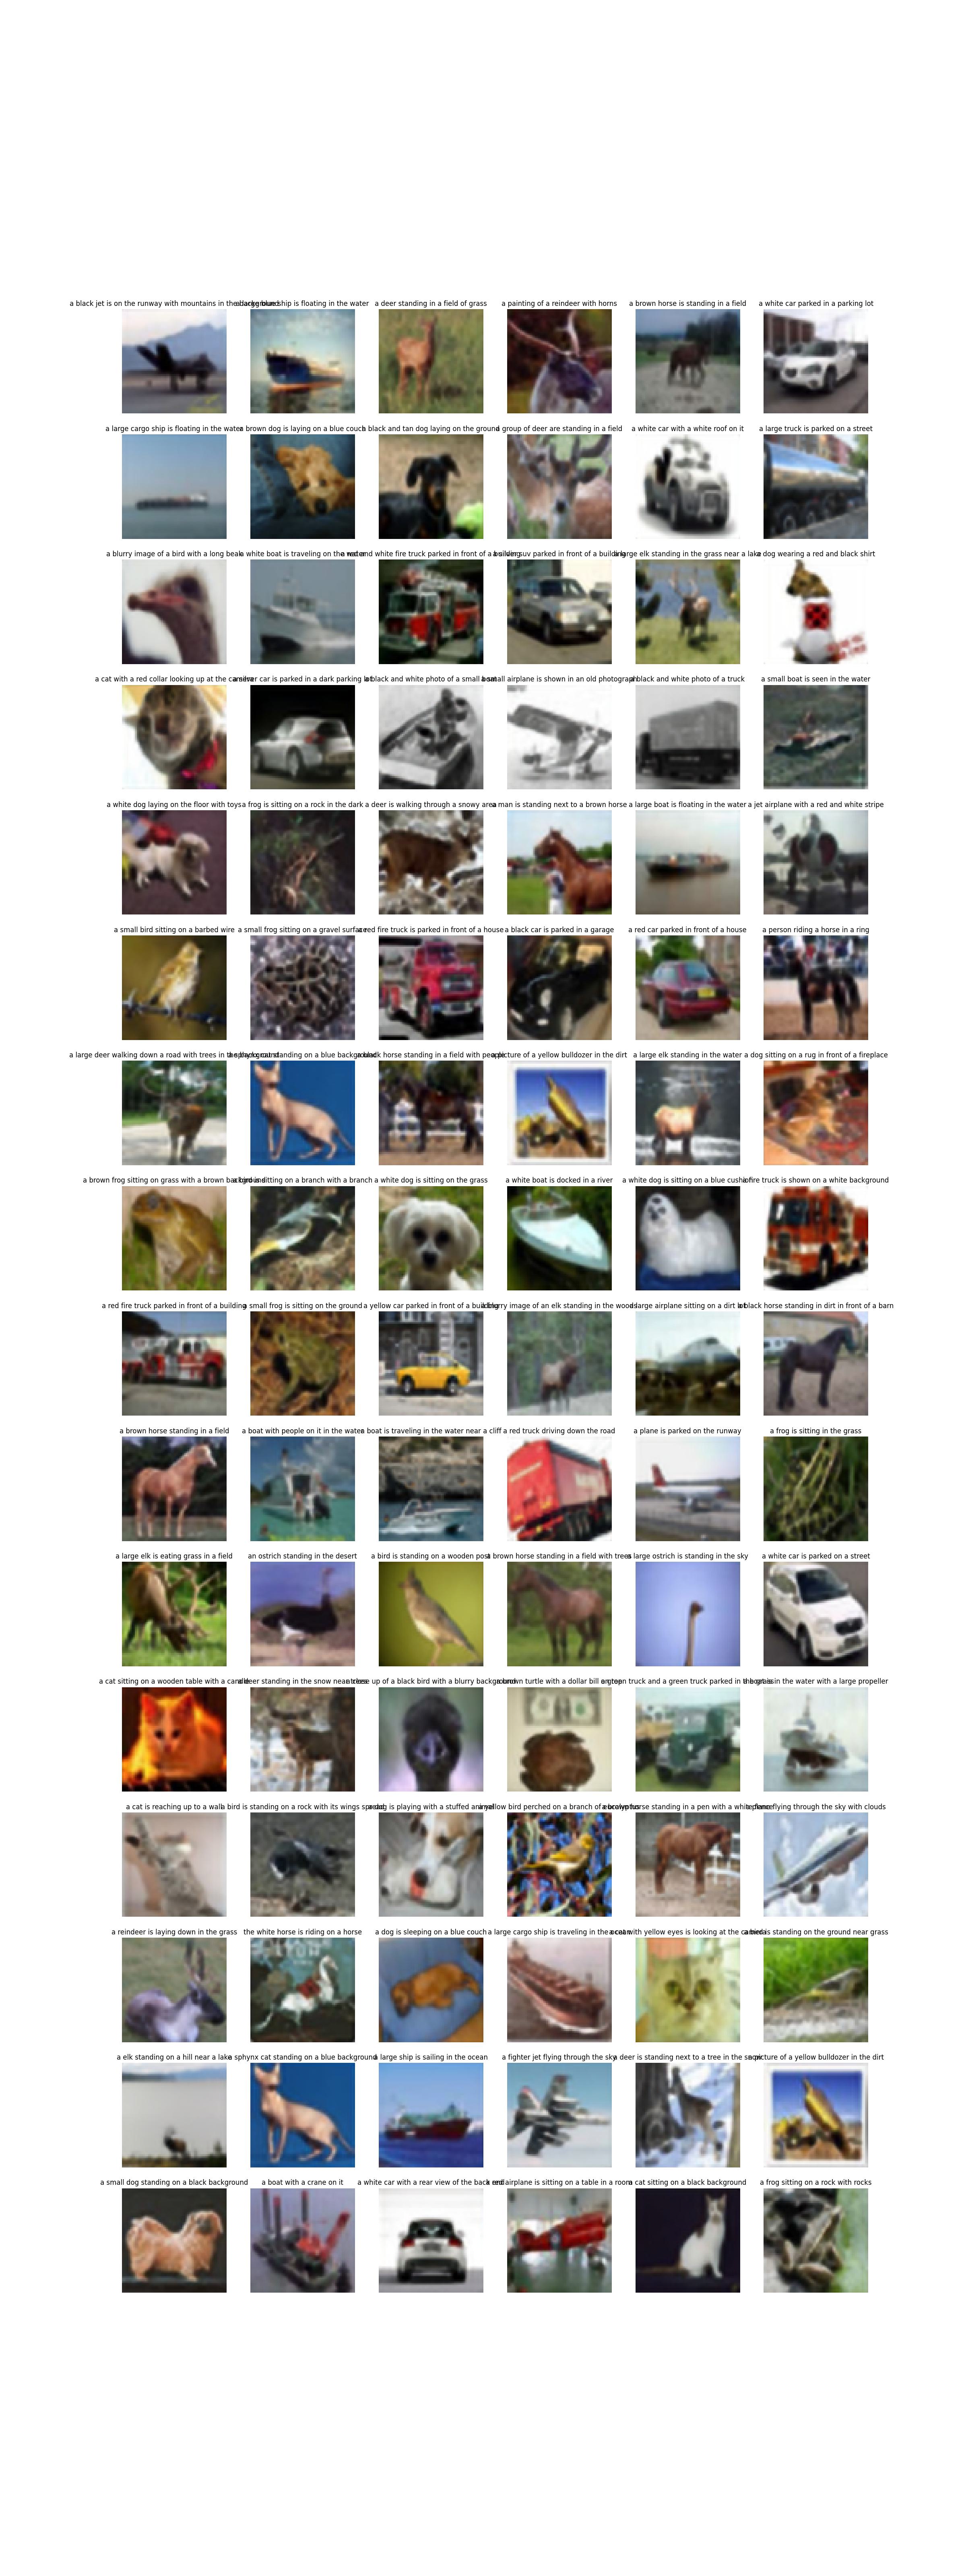 a black jet is on the runway with mountains in the background
a large blue ship is floating in the water
a deer standing in a field of grass
a painting of a reindeer with horns
a brown horse is standing in a field
a white car parked in a parking lot
a large cargo ship is floating in the water
a brown dog is laying on a blue couch
a black and tan dog laying on the ground
a group of deer are standing in a field
a white car with a white roof on it
a large truck is parked on a street
a blurry image of a bird with a long beak
a white boat is traveling on the water
a red and white fire truck parked in front of a building
a silver suv parked in front of a building
a large elk standing in the grass near a lake
a dog wearing a red and black shirt
a cat with a red collar looking up at the camera
a silver car is parked in a dark parking lot
a black and white photo of a small boat
a small airplane is shown in an old photograph
a black and white photo of a truck
a small boat is seen in the water
a white dog laying on the floor with toys
a frog is sitting on a rock in the dark
a deer is walking through a snowy area
a man is standing next to a brown horse
a large boat is floating in the water
a jet airplane with a red and white stripe
a small bird sitting on a barbed wire
a small frog sitting on a gravel surface
a red fire truck is parked in front of a house
a black car is parked in a garage
a red car parked in front of a house
a person riding a horse in a ring
a large deer walking down a road with trees in the background
a sphynx cat standing on a blue background
a black horse standing in a field with people
a picture of a yellow bulldozer in the dirt
a large elk standing in the water
a dog sitting on a rug in front of a fireplace
a brown frog sitting on grass with a brown background
a bird is sitting on a branch with a branch
a white dog is sitting on the grass
a white boat is docked in a river
a white dog is sitting on a blue cushion
a fire truck is shown on a white background
a red fire truck parked in front of a building
a small frog is sitting on the ground
a yellow car parked in front of a building
a blurry image of an elk standing in the woods
a large airplane sitting on a dirt lot
a black horse standing in dirt in front of a barn
a brown horse standing in a field
a boat with people on it in the water
a boat is traveling in the water near a cliff
a red truck driving down the road
a plane is parked on the runway
a frog is sitting in the grass
a large elk is eating grass in a field
an ostrich standing in the desert
a bird is standing on a wooden post
a brown horse standing in a field with trees
a large ostrich is standing in the sky
a white car is parked on a street
a cat sitting on a wooden table with a candle
a deer standing in the snow near trees
a close up of a black bird with a blurry background
a brown turtle with a dollar bill on top
a green truck and a green truck parked in the grass
a boat is in the water with a large propeller
a cat is reaching up to a wall
a bird is standing on a rock with its wings spread
a dog is playing with a stuffed animal
a yellow bird perched on a branch of
a brown horse standing in a pen with a white fence
a plane flying through the sky with clouds
a reindeer is laying down in the grass
the white horse is riding on a horse
a dog is sleeping on a blue couch
a large cargo ship is traveling in the ocean
a cat with yellow eyes is looking at the camera
a bird is standing on the ground near grass
a elk standing on a hill near a lake
a sphynx cat standing on a blue background
a large ship is sailing in the ocean
a fighter jet flying through the sky
a deer is standing next to a tree in the snow
a picture of a yellow bulldozer in the dirt
a small dog standing on a black background
a boat with a crane on it
a white car with a rear view of the back end
a red airplane is sitting on a table in a room
a cat sitting on a black background
a frog sitting on a rock with rocks